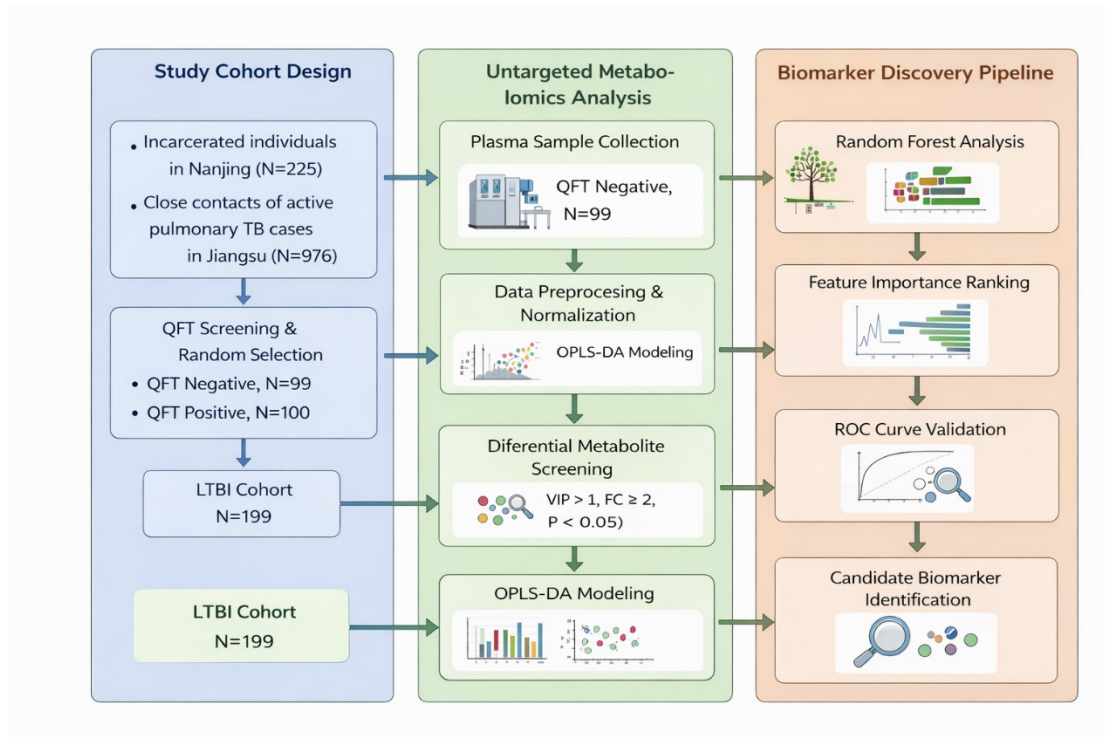 Study Cohort Design
• Incarcerated individuals
in Nanjing (N=225)
• Close contacts of active
pulmonary TB cases
in Jiangsu (N=976)
QFT Screening &
Random Selection
• QFT Negative, N=99
• QFT Positive, N=100
LTBI Cohort
N=199
LTBI Cohort
N=199
Untargeted Metabo-
lomics Analysis
Plasma Sample Collection
QFT Negative,
N=99
Data Preprocesing &
Normalization
OPLS-DA Modeling
Diferential Metabolite
Screening
VIP > 1, FC ≥ 2,
P < 0.05)
OPLS-DA Modeling
Biomarker Discovery Pipeline
Random Forest Analysis
Feature Importance Ranking
ROC Curve Validation
Candidate Biomarker
Identification